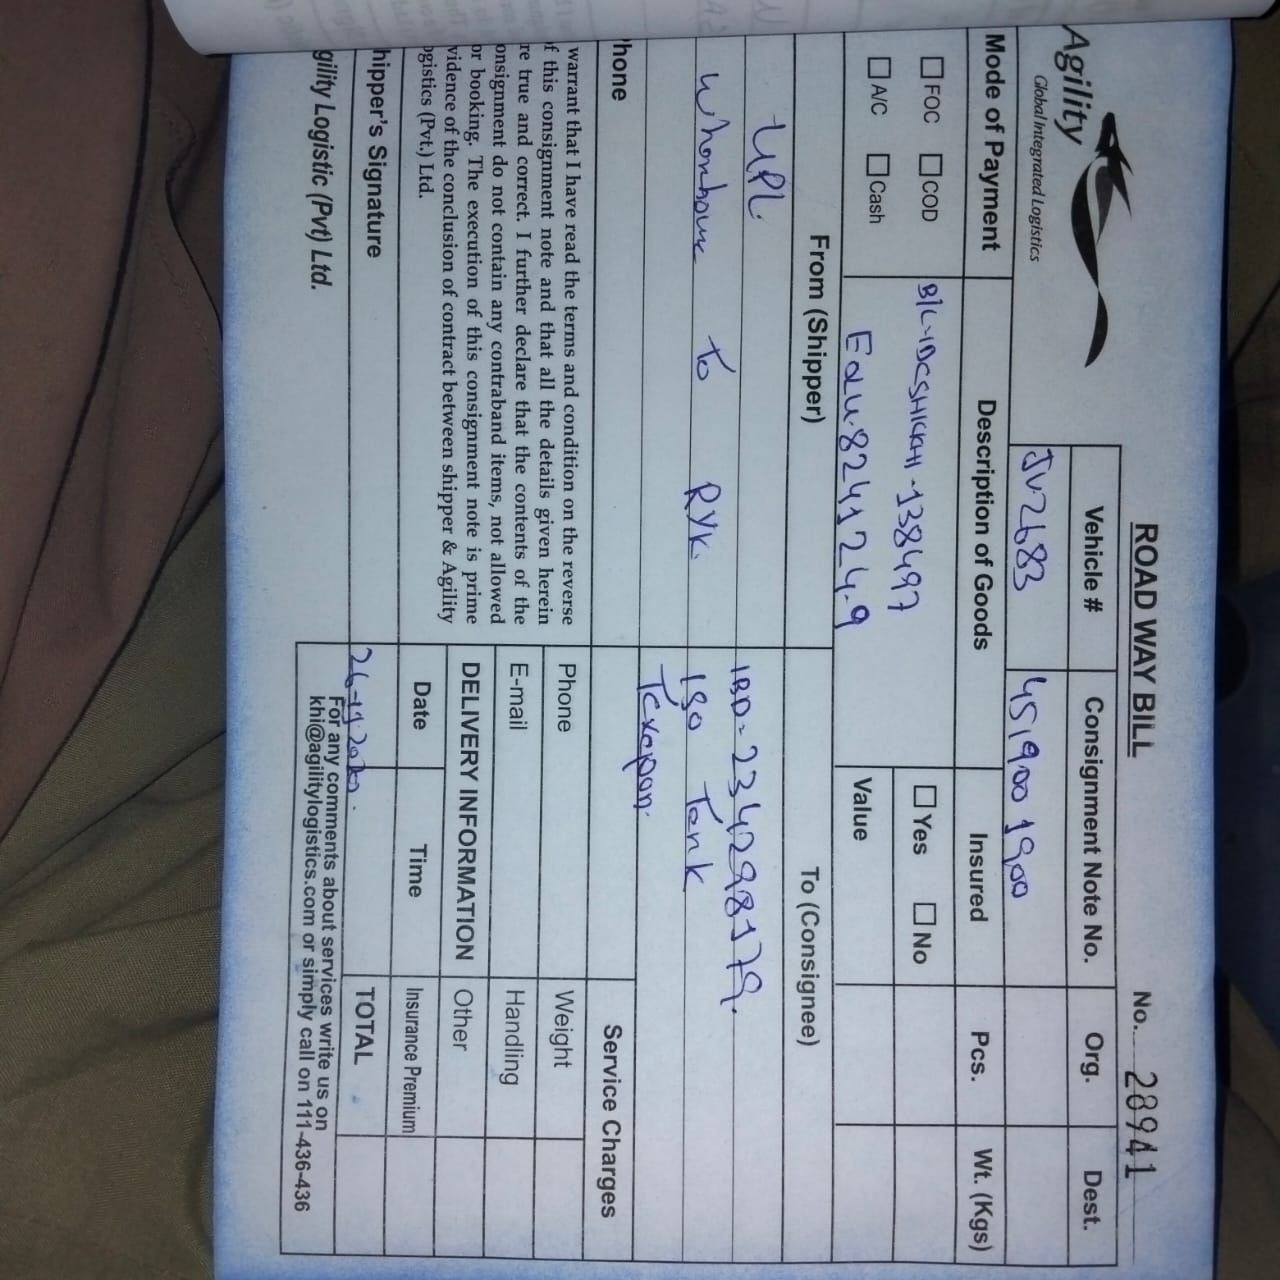 ROAD WAY BILL
No. 28941
Agility
Global Integrated Logistics
Vehicle # Consignment Note No. Org. Dest.
JV-2683 451900 1900
Mode of Payment Description of Goods Insured Pcs. Wt. (Kgs)
FOC COD
A/C Cash
138497
824124-9
Yes No
Value
From (Shipper) To (Consignee)
UPL
To RYK.
IBD-234298179.
ISO Tank
Texapon.
hone
Service Charges
warrant that I have read the terms and condition on the reverse
f this consignment note and that all the details given herein
re true and correct. I further declare that the contents of the
onsignment do not contain any contraband items, not allowed
or booking. The execution of this consignment note is prime
vidence of the conclusion of contract between shipper & Agility
ogistics (Pvt.) Ltd.
Phone Weight
E-mail Handling
DELIVERY INFORMATION Other
Date Time Insurance Premium
hipper's Signature
26-11-2020.
TOTAL
gility Logistic (Pvt) Ltd.
For any comments about services write us on
khi@agilitylogistics.com or simply call on 111-436-436